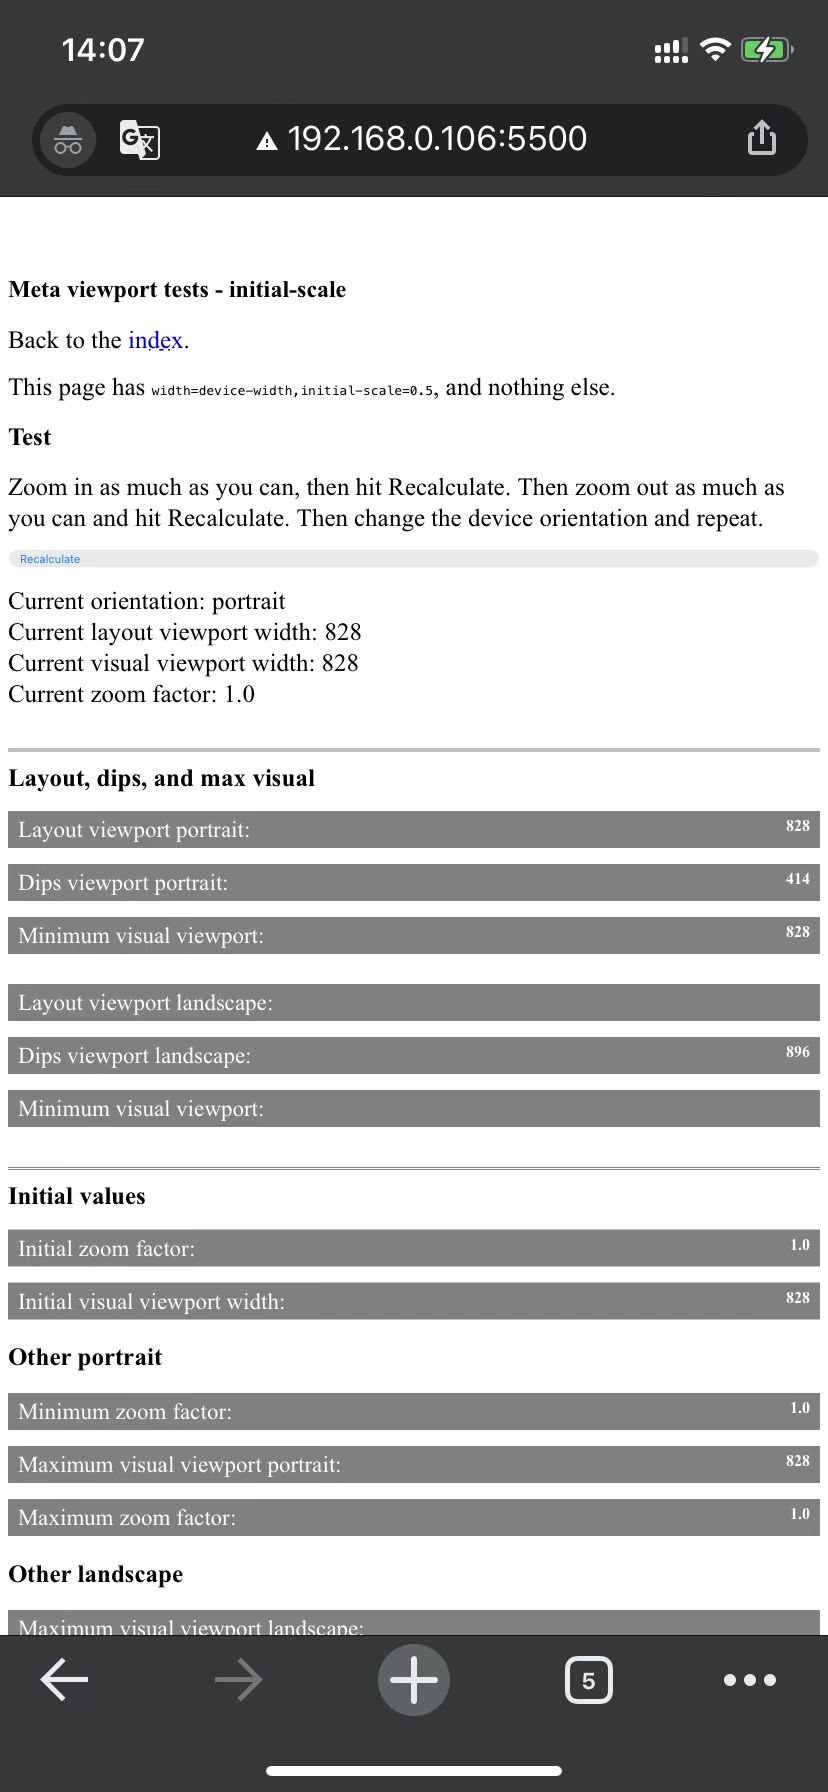 14:07
192.168.0.106:5500
Meta viewport tests - initial-scale
Back to the index.
This page has width=device-width,initial-scale=0.5, and nothing else.
Test
Zoom in as much as you can, then hit Recalculate. Then zoom out as much as
you can and hit Recalculate. Then change the device orientation and repeat.
Recalculate
Current orientation: portrait
Current layout viewport width: 828
Current visual viewport width: 828
Current zoom factor: 1.0
Layout, dips, and max visual
Layout viewport portrait: 828
Dips viewport portrait: 414
Minimum visual viewport: 828
Layout viewport landscape:
Dips viewport landscape: 896
Minimum visual viewport:
Initial values
Initial zoom factor: 1.0
Initial visual viewport width: 828
Other portrait
Minimum zoom factor: 1.0
Maximum visual viewport portrait: 828
Maximum zoom factor: 1.0
Other landscape
Maximum visual viewport landscape:
5